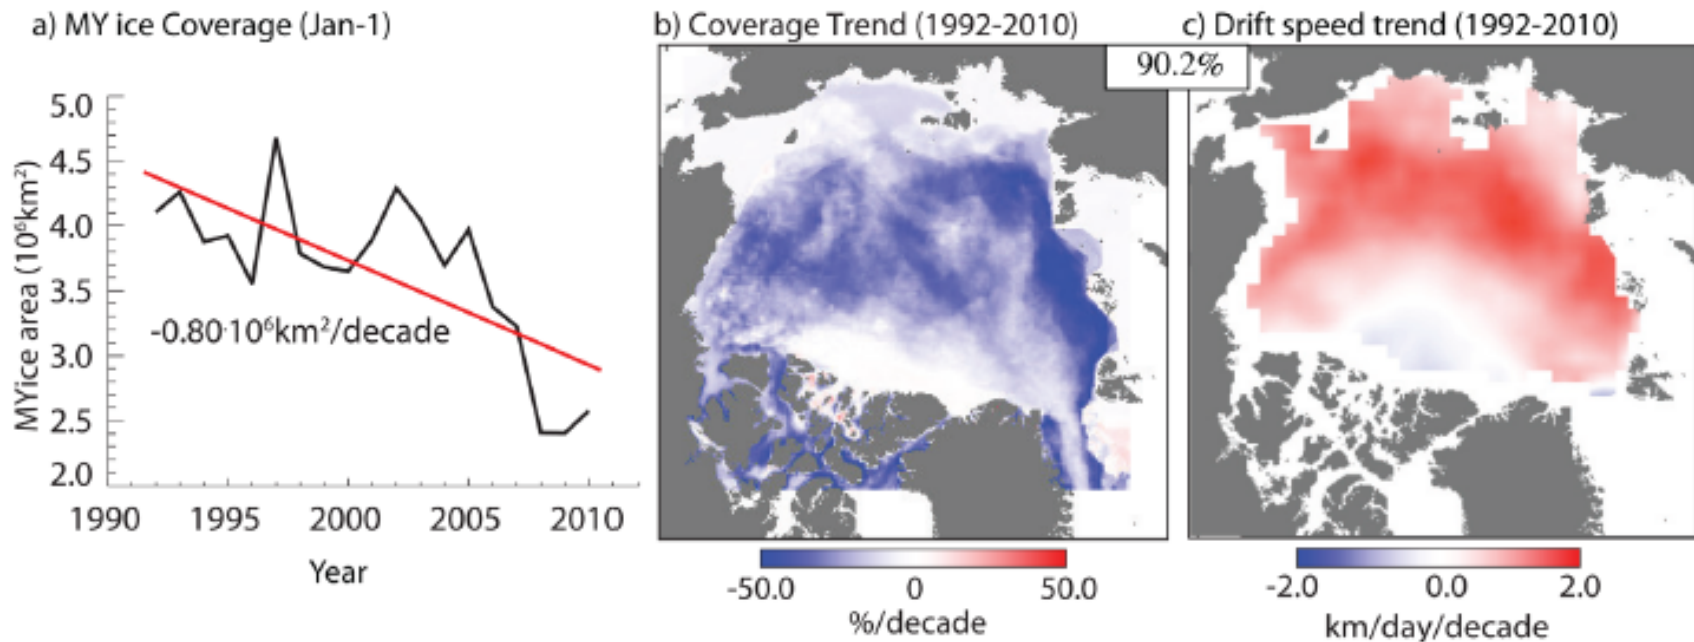 a) MY ice Coverage (Jan-1)
b) Coverage Trend (1992-2010)
c) Drift speed trend (1992-2010)
90.2%
5.0
4.5
4.0
3.5
3.0
2.5
2.0
MYice area (10⁶km²)
-0.80·10⁶km²/decade
1990 1995 2000 2005 2010
Year
-50.0 0 50.0
%/decade
-2.0 0.0 2.0
km/day/decade